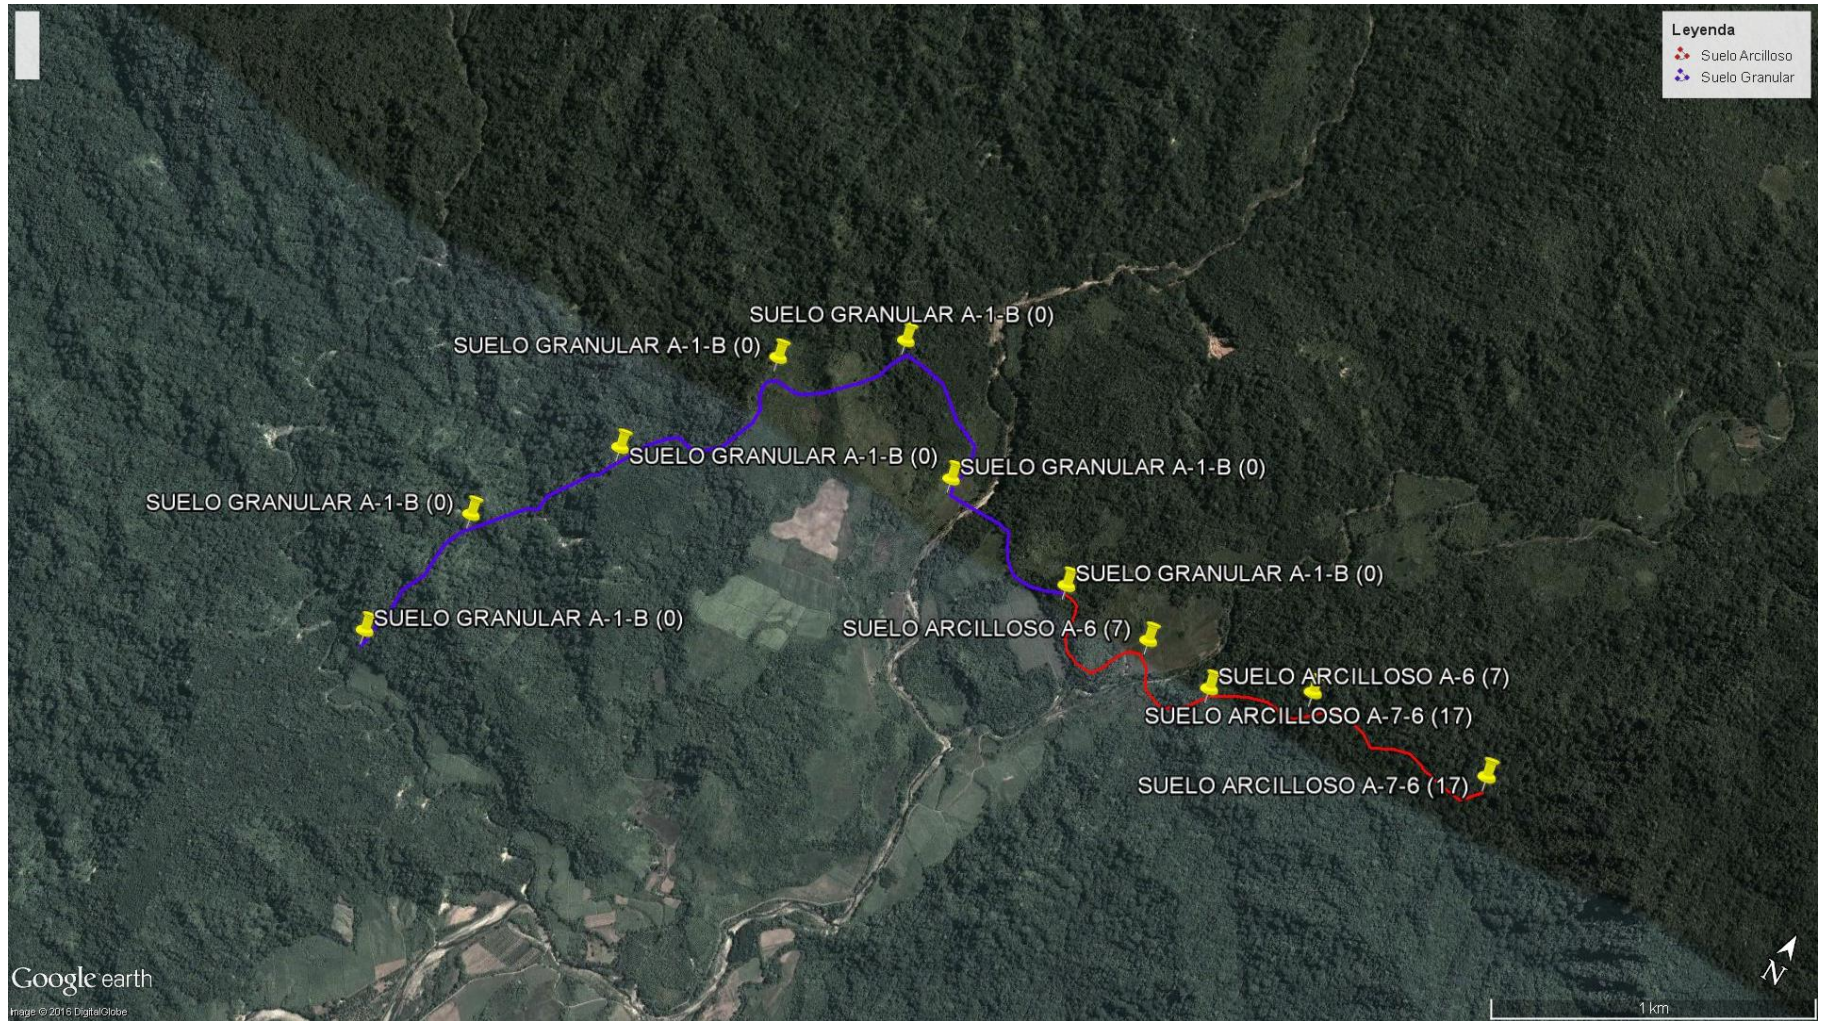 Leyenda
Suelo Arcilloso
Suelo Granular
SUELO GRANULAR A-1-B (0)
SUELO GRANULAR A-1-B (0)
SUELO GRANULAR A-1-B (0)
SUELO GRANULAR A-1-B (0)
SUELO GRANULAR A-1-B (0)
SUELO GRANULAR A-1-B (0)
SUELO GRANULAR A-1-B (0)
SUELO ARCILLOSO A-6 (7)
SUELO ARCILLOSO A-6 (7)
SUELO ARCILLOSO A-7-6 (17)
SUELO ARCILLOSO A-7-6 (17)
N
Google earth
1 km
Image © 2016 DigitalGlobe